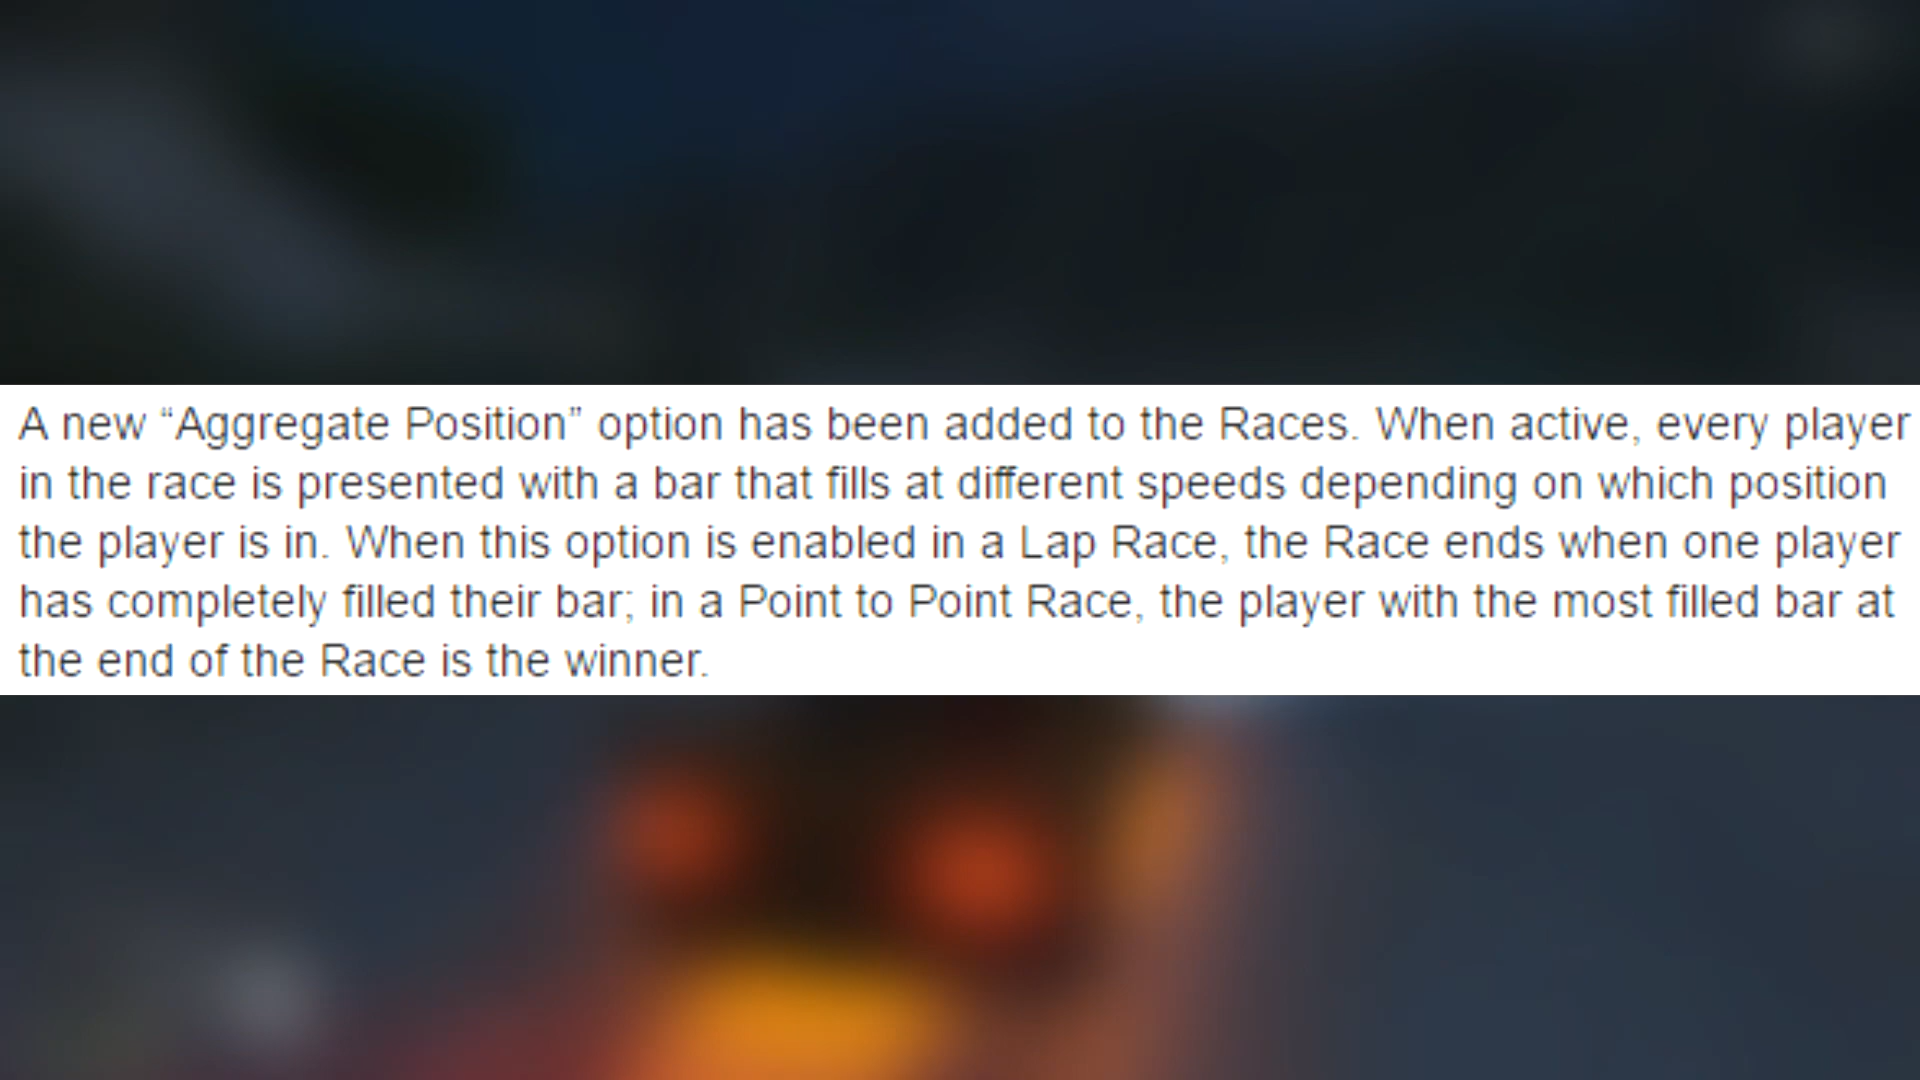 A new “Aggregate Position” option has been added to the Races. When active, every player
in the race is presented with a bar that fills at different speeds depending on which position
the player is in. When this option is enabled in a Lap Race, the Race ends when one player
has completely filled their bar; in a Point to Point Race, the player with the most filled bar at
the end of the Race is the winner.